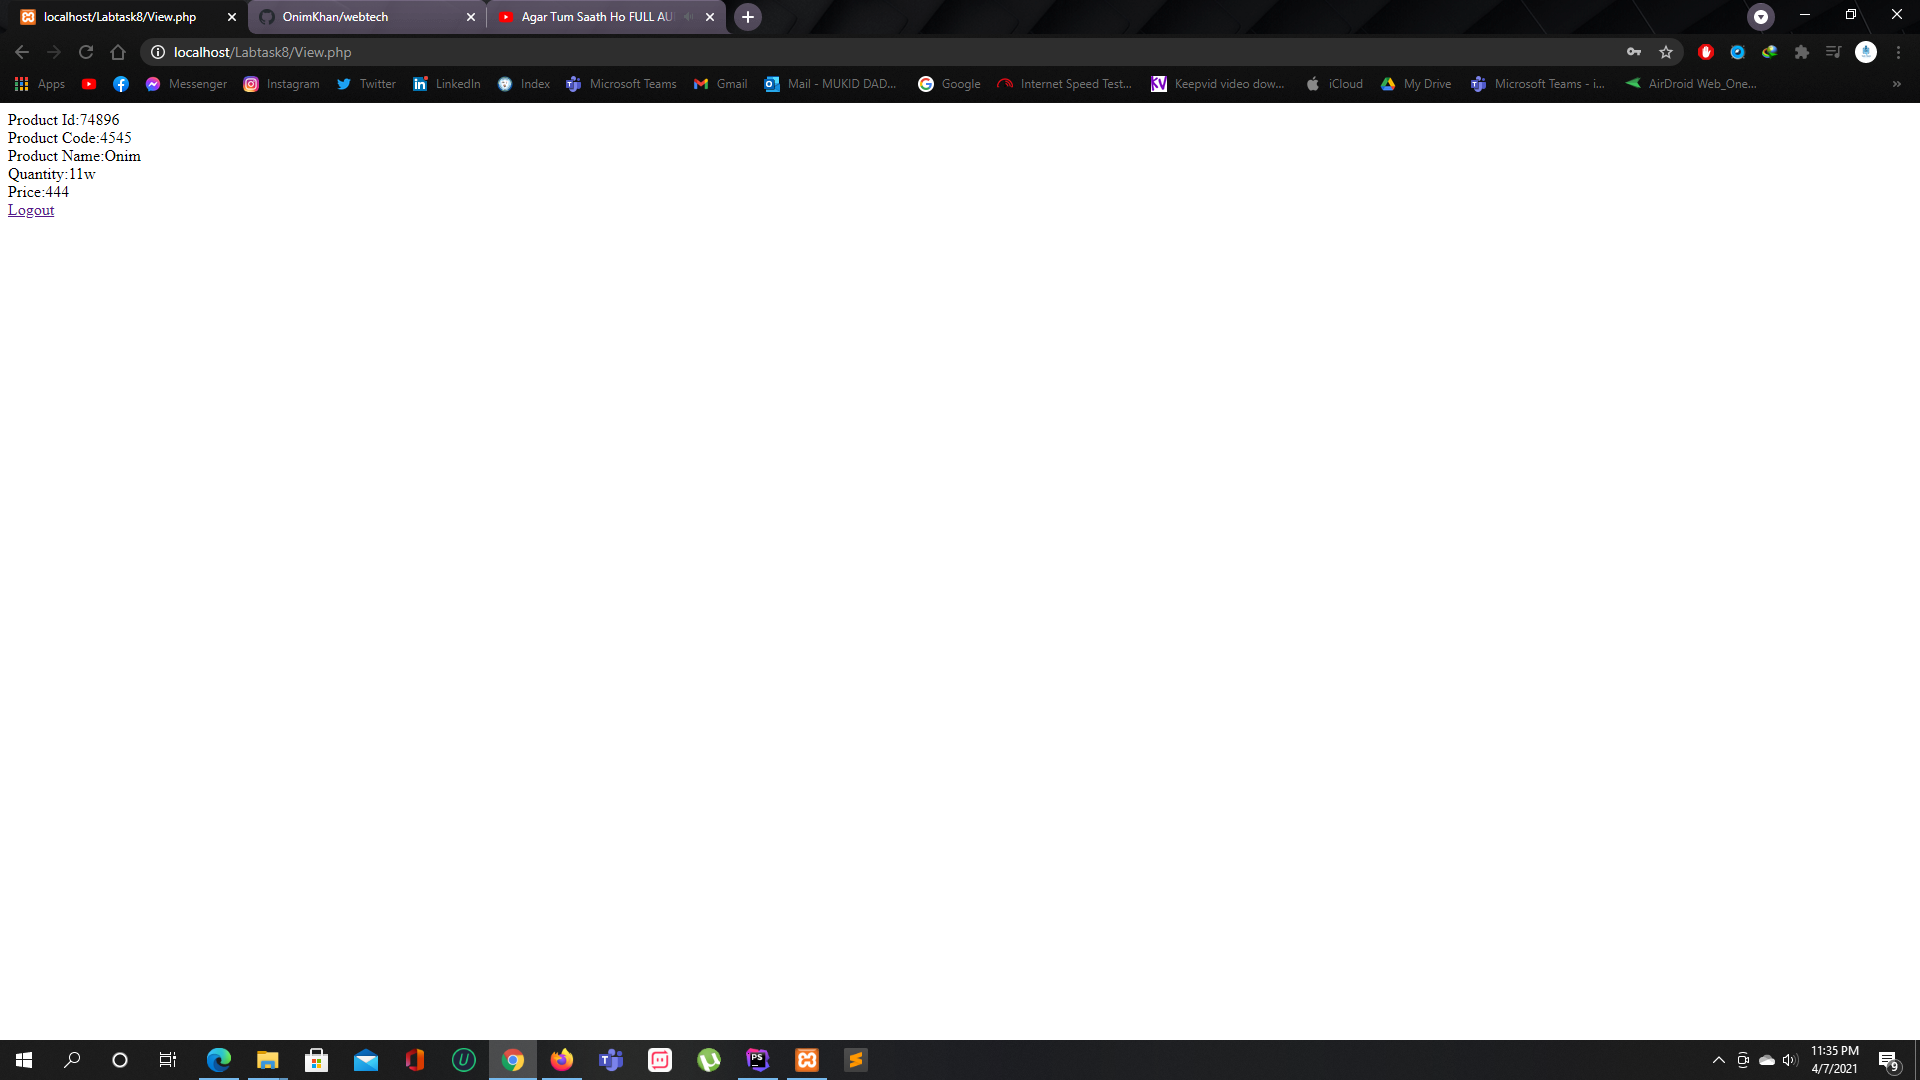 localhost/Labtask8/View.php
OnimKhan/webtech
Agar Tum Saath Ho FULL AU
localhost/Labtask8/View.php
Apps Messenger Instagram Twitter LinkedIn Index Microsoft Teams Gmail Mail - MUKID DAD... Google Internet Speed Test... KV Keepvid video dow... iCloud My Drive Microsoft Teams - i... AirDroid Web_One... »
Product Id:74896
Product Code:4545
Product Name:Onim
Quantity:11w
Price:444
Logout
11:35 PM
4/7/2021
9